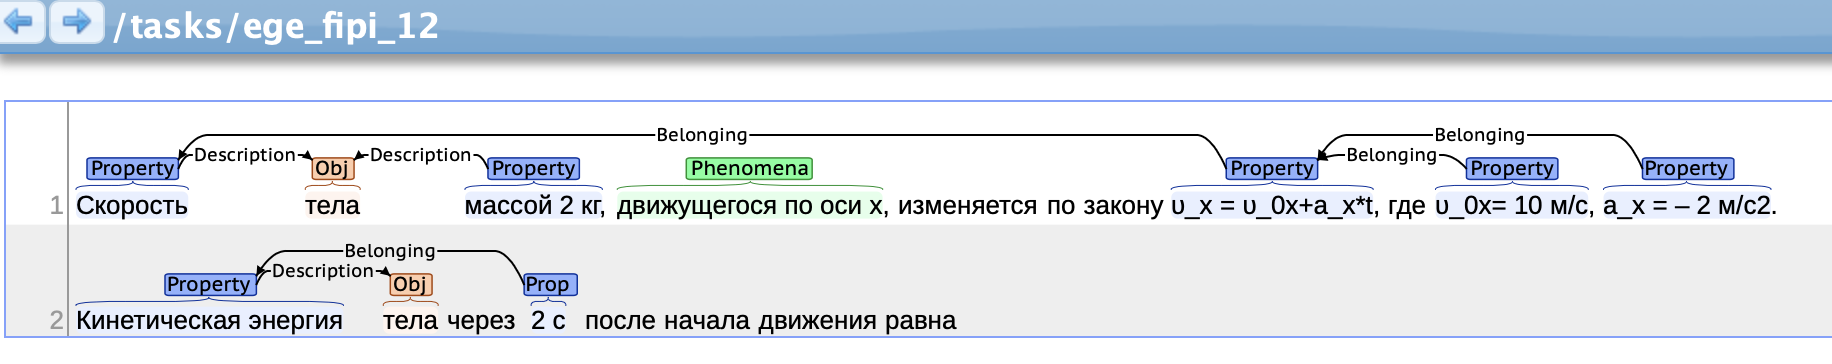 /tasks/ege_fipi_12
Belonging Belonging
Description Description Belonging
Property Obj Property Phenomena Property Property Property
1 Скорость тела массой 2 кг, движущегося по оси x, изменяется по закону υ_x = υ_0x+a_x*t, где υ_0x= 10 м/с, a_x = – 2 м/с2.
Belonging
Description
Property Obj Prop
2 Кинетическая энергия тела через 2 с после начала движения равна